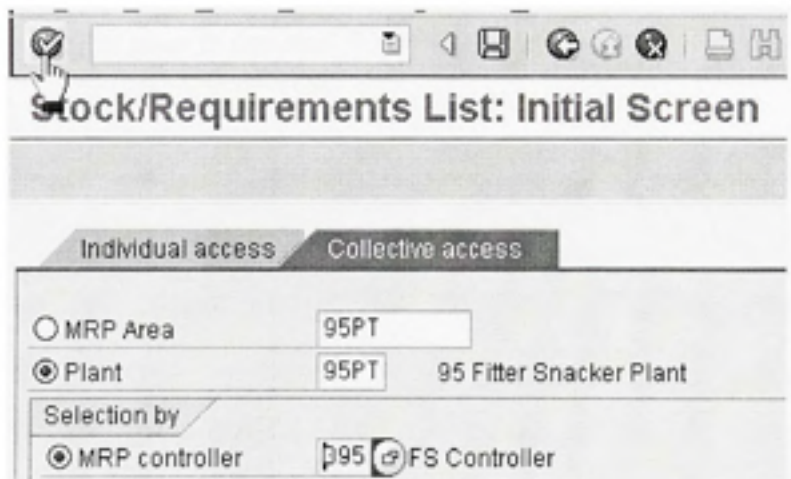 Stock/Requirements List: Initial Screen
Individual access Collective access
MRP Area 95PT
Plant 95PT 95 Fitter Snacker Plant
Selection by
MRP controller 395 FS Controller